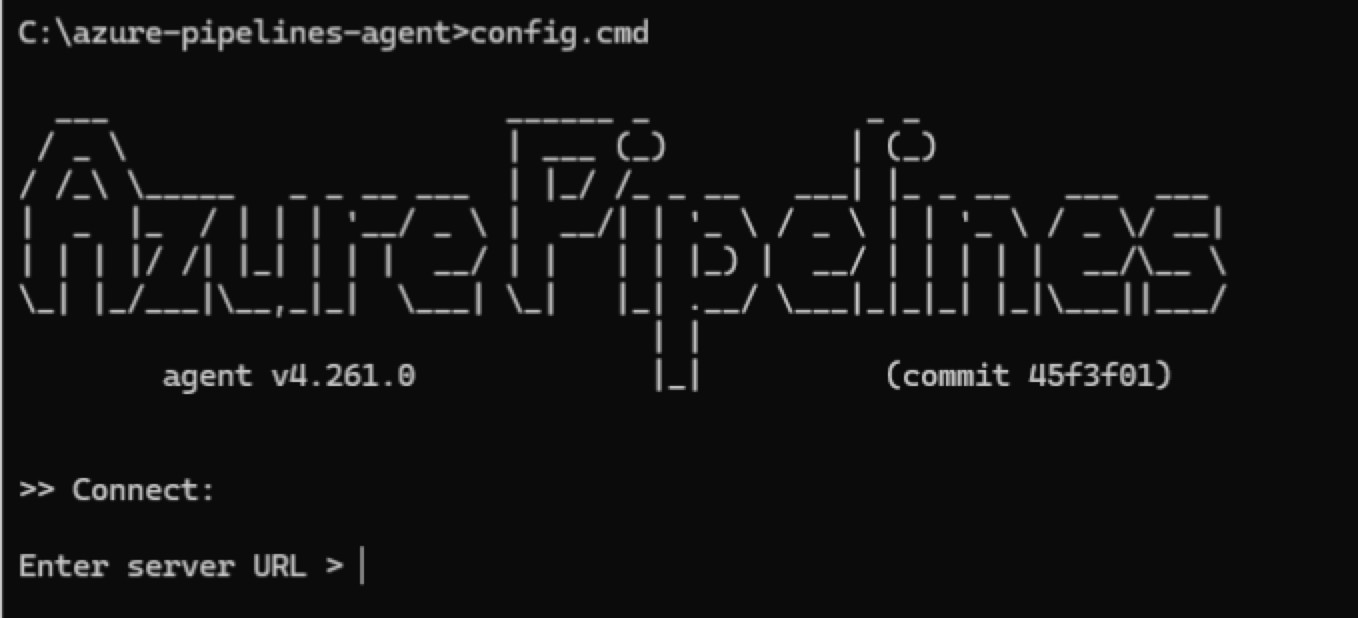 C:\azure-pipelines-agent>config.cmd
AzurePipelines
agent v4.261.0 (commit 45f3f01)
>> Connect:
Enter server URL >